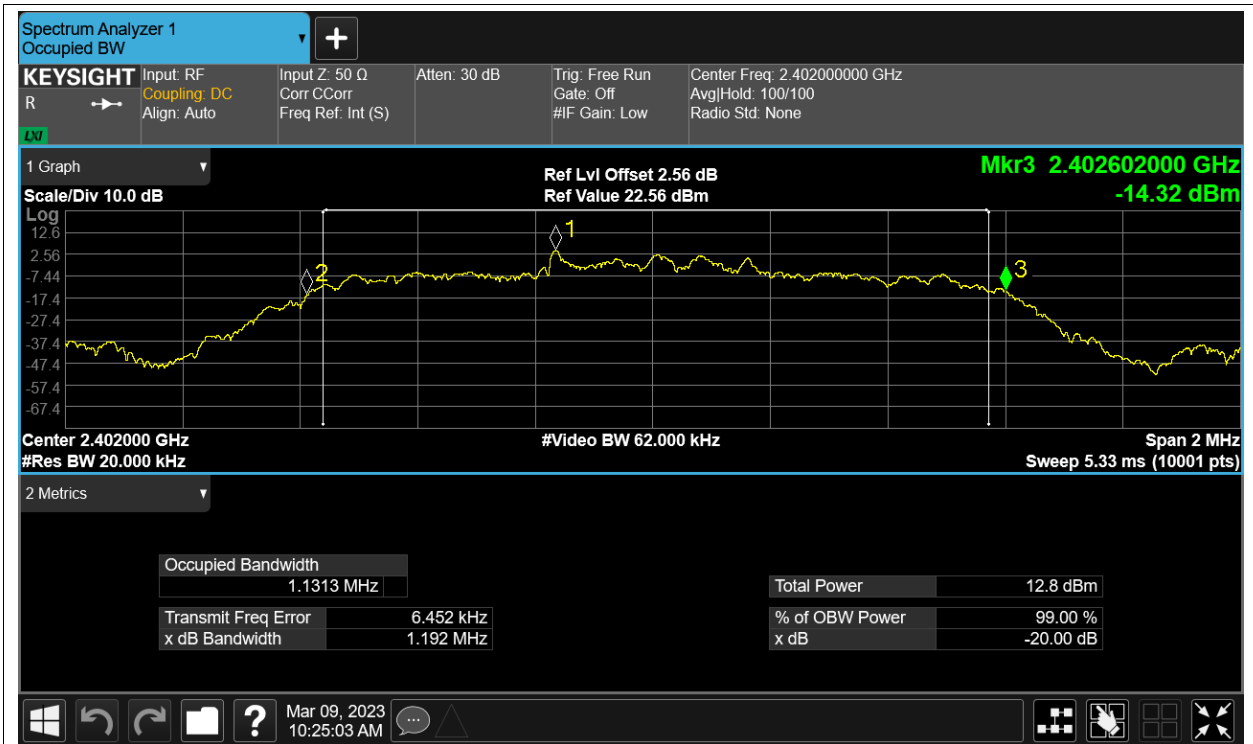 Spectrum Analyzer 1
Occupied BW
KEYSIGHT
R
LXI
Input: RF
Coupling: DC
Align: Auto
Input Z: 50 Ω
Corr CCorr
Freq Ref: Int (S)
Atten: 30 dB
Trig: Free Run
Gate: Off
#IF Gain: Low
Center Freq: 2.402000000 GHz
Avg|Hold: 100/100
Radio Std: None
1 Graph
Scale/Div 10.0 dB
Ref Lvl Offset 2.56 dB
Ref Value 22.56 dBm
Mkr3 2.402602000 GHz
-14.32 dBm
Log
12.6
2.56
-7.44
-17.4
-27.4
-37.4
-47.4
-57.4
-67.4
1
2
3
Center 2.402000 GHz
#Res BW 20.000 kHz
#Video BW 62.000 kHz
Span 2 MHz
Sweep 5.33 ms (10001 pts)
2 Metrics
Occupied Bandwidth
1.1313 MHz
Transmit Freq Error 6.452 kHz
x dB Bandwidth 1.192 MHz
Total Power 12.8 dBm
% of OBW Power 99.00 %
x dB -20.00 dB
?
Mar 09, 2023
10:25:03 AM